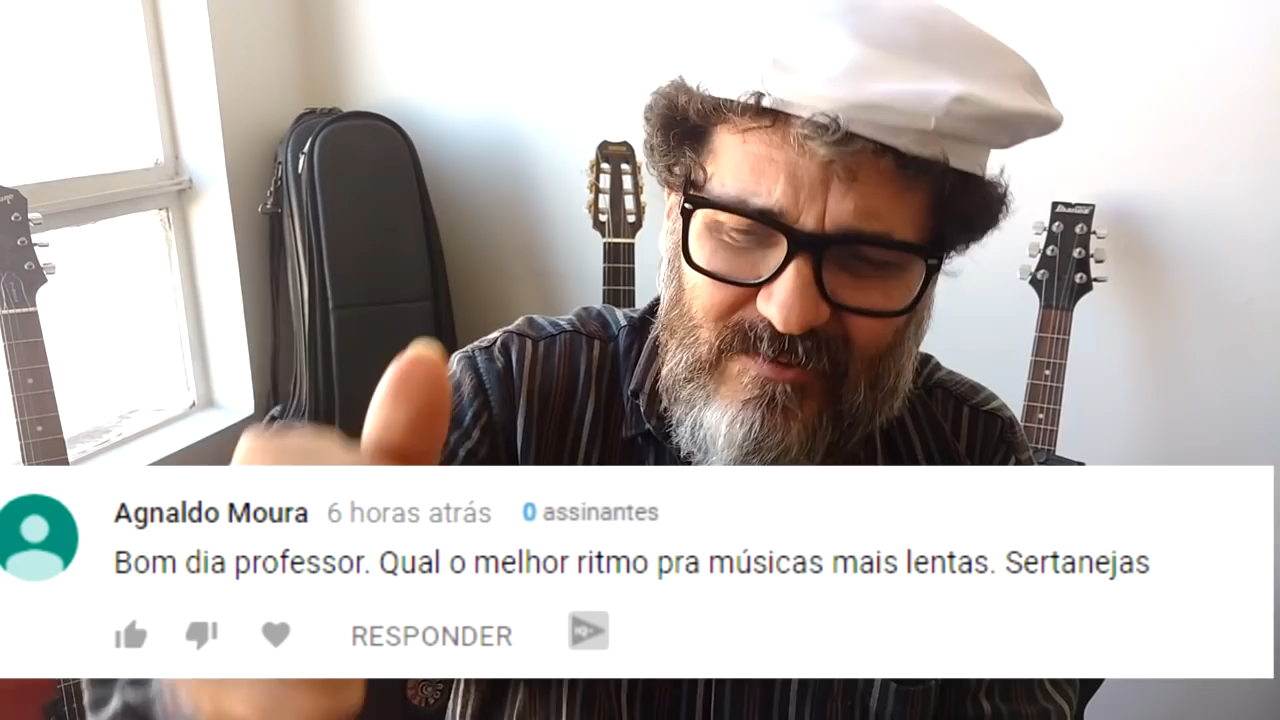 Ibanez
Agnaldo Moura 6 horas atrás 0 assinantes
Bom dia professor. Qual o melhor ritmo pra músicas mais lentas. Sertanejas
RESPONDER